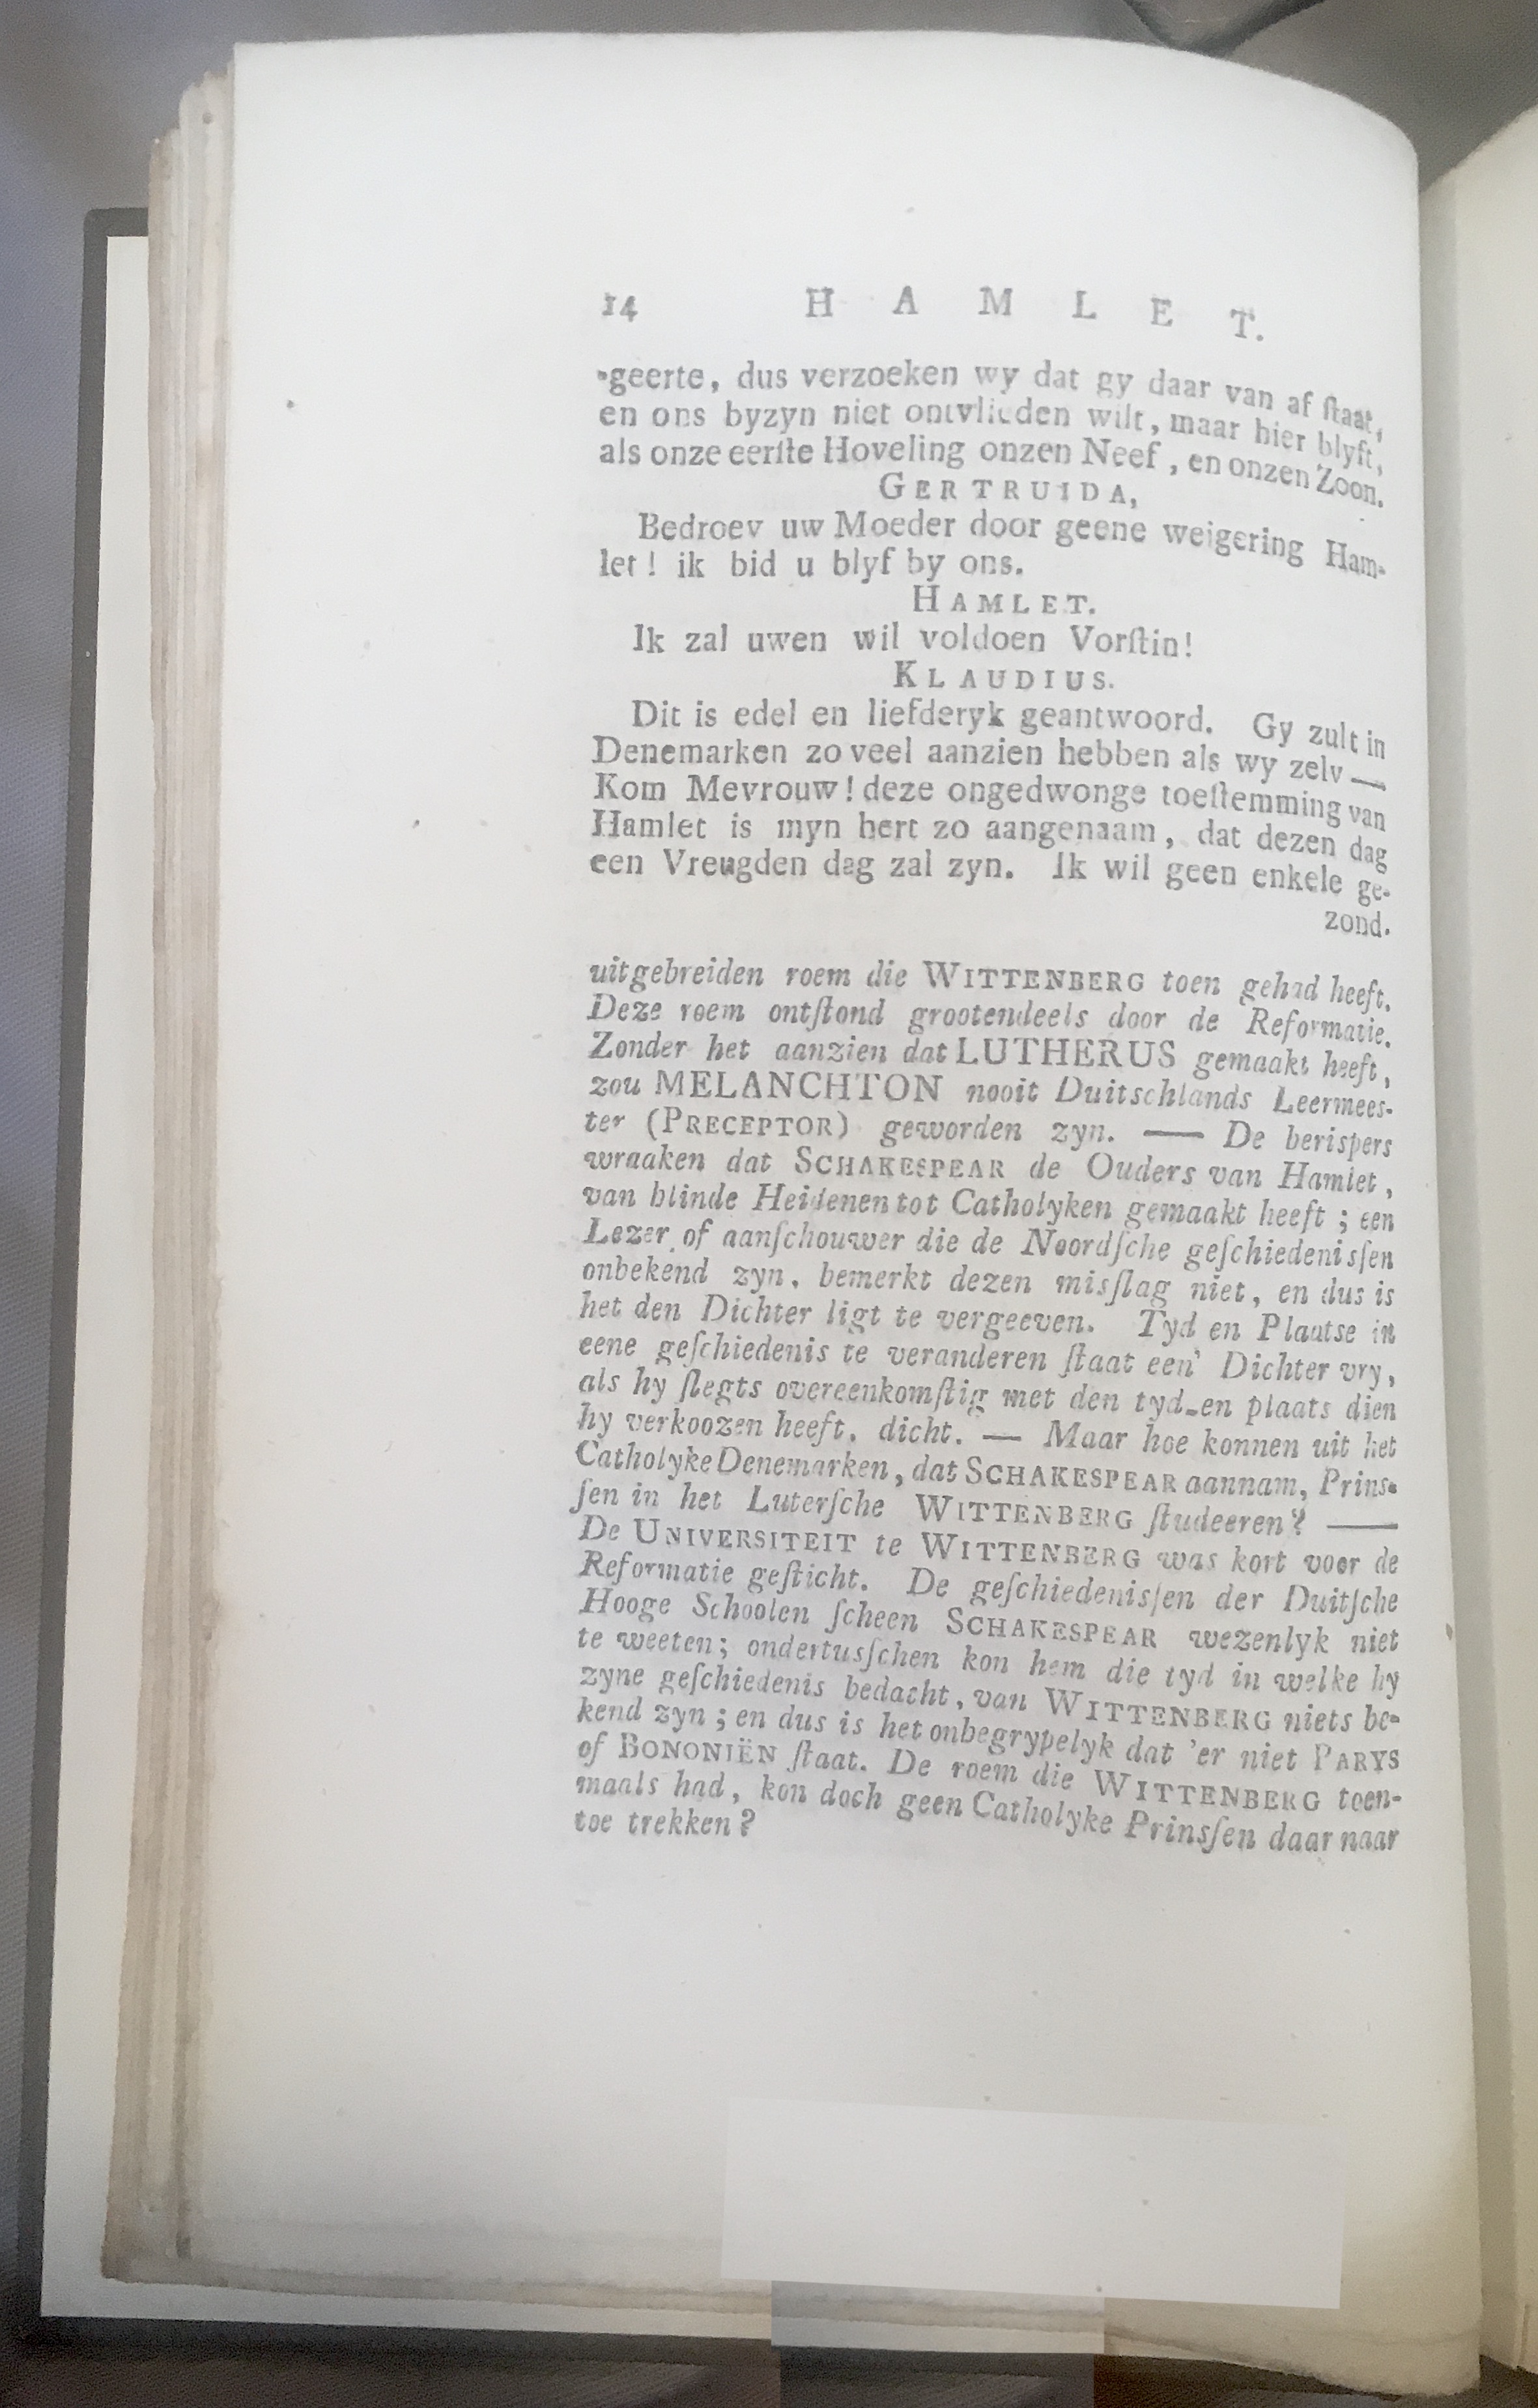 14 HAMLET.
-geerte, dus verzoeken wy dat gy daar van af ſtaat,
en ons byzyn niet ontvlieden wilt, maar hier blyft,
als onze eerſte Hoveling onzen Neef, en onzen Zoon.
GERTRUIDA,
Bedroev uw Moeder door geene weigering Ham-
let! ik bid u blyf by ons.
HAMLET.
Ik zal uwen wil voldoen Vorſtin!
KLAUDIUS.
Dit is edel en liefderyk geantwoord. Gy zult in
Denemarken zo veel aanzien hebben als wy zelv —
Kom Mevrouw! deze ongedwonge toeſtemming van
Hamlet is myn hert zo aangenaam, dat dezen dag
een Vreugden dag zal zyn. Ik wil geen enkele ge-
zond.
uitgebreiden roem die WITTENBERG toen gehad heeft.
Deze roem ontſtond grootendeels door de Reformatie.
Zonder het aanzien dat LUTHERUS gemaakt heeft,
zou MELANCHTON nooit Duitschlands Leermees-
ter (PRECEPTOR) geworden zyn. — De berispers
wraaken dat SCHAKESPEAR de Ouders van Hamlet,
van blinde Heidenen tot Catholyken gemaakt heeft; een
Lezer of aanſchouwer die de Noordſche geſchiedenisſen
onbekend zyn, bemerkt dezen misſlag niet, en dus is
het den Dichter ligt te vergeeven. Tyd en Plaatse in
eene geſchiedenis te veranderen ſtaat een' Dichter vry,
als hy ſlegts overeenkomſtig met den tyd en plaats dien
hy verkoozen heeft, dicht. — Maar hoe konnen uit het
Catholyke Denemarken, dat SCHAKESPEAR aannam, Prins-
ſen in het Luterſche WITTENBERG ſtudeeren? —
De UNIVERSITEIT te WITTENBERG was kort voor de
Reformatie geſticht. De geſchiedenisſen der Duitſche
Hooge Schoolen ſcheen SCHAKESPEAR wezenlyk niet
te weeten; ondertusſchen kon hem die tyd in welke hy
zyne geſchiedenis bedacht, van WITTENBERG niets be-
kend zyn; en dus is het onbegrypelyk dat 'er niet PARYS
of BONONIËN ſtaat. De roem die WITTENBERG toen-
maals had, kon doch geen Catholyke Prinsſen daar naar
toe trekken?